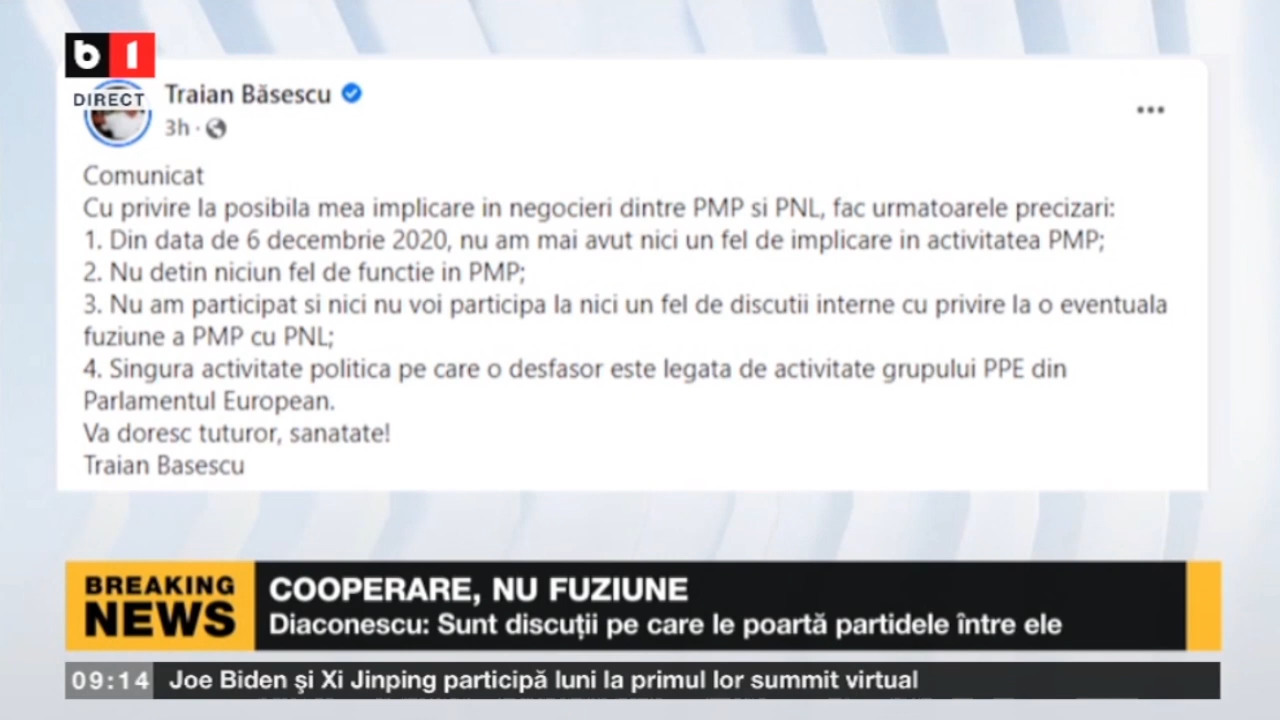 b1
DIRECT
Traian Băsescu
3h ·
Comunicat
Cu privire la posibila mea implicare in negocieri dintre PMP si PNL, fac urmatoarele precizari:
1. Din data de 6 decembrie 2020, nu am mai avut nici un fel de implicare in activitatea PMP;
2. Nu detin niciun fel de functie in PMP;
3. Nu am participat si nici nu voi participa la nici un fel de discutii interne cu privire la o eventuala
fuziune a PMP cu PNL;
4. Singura activitate politica pe care o desfasor este legata de activitate grupului PPE din
Parlamentul European.
Va doresc tuturor, sanatate!
Traian Basescu
BREAKING
NEWS
COOPERARE, NU FUZIUNE
Diaconescu: Sunt discuții pe care le poartă partidele între ele
09:14 Joe Biden şi Xi Jinping participă luni la primul lor summit virtual